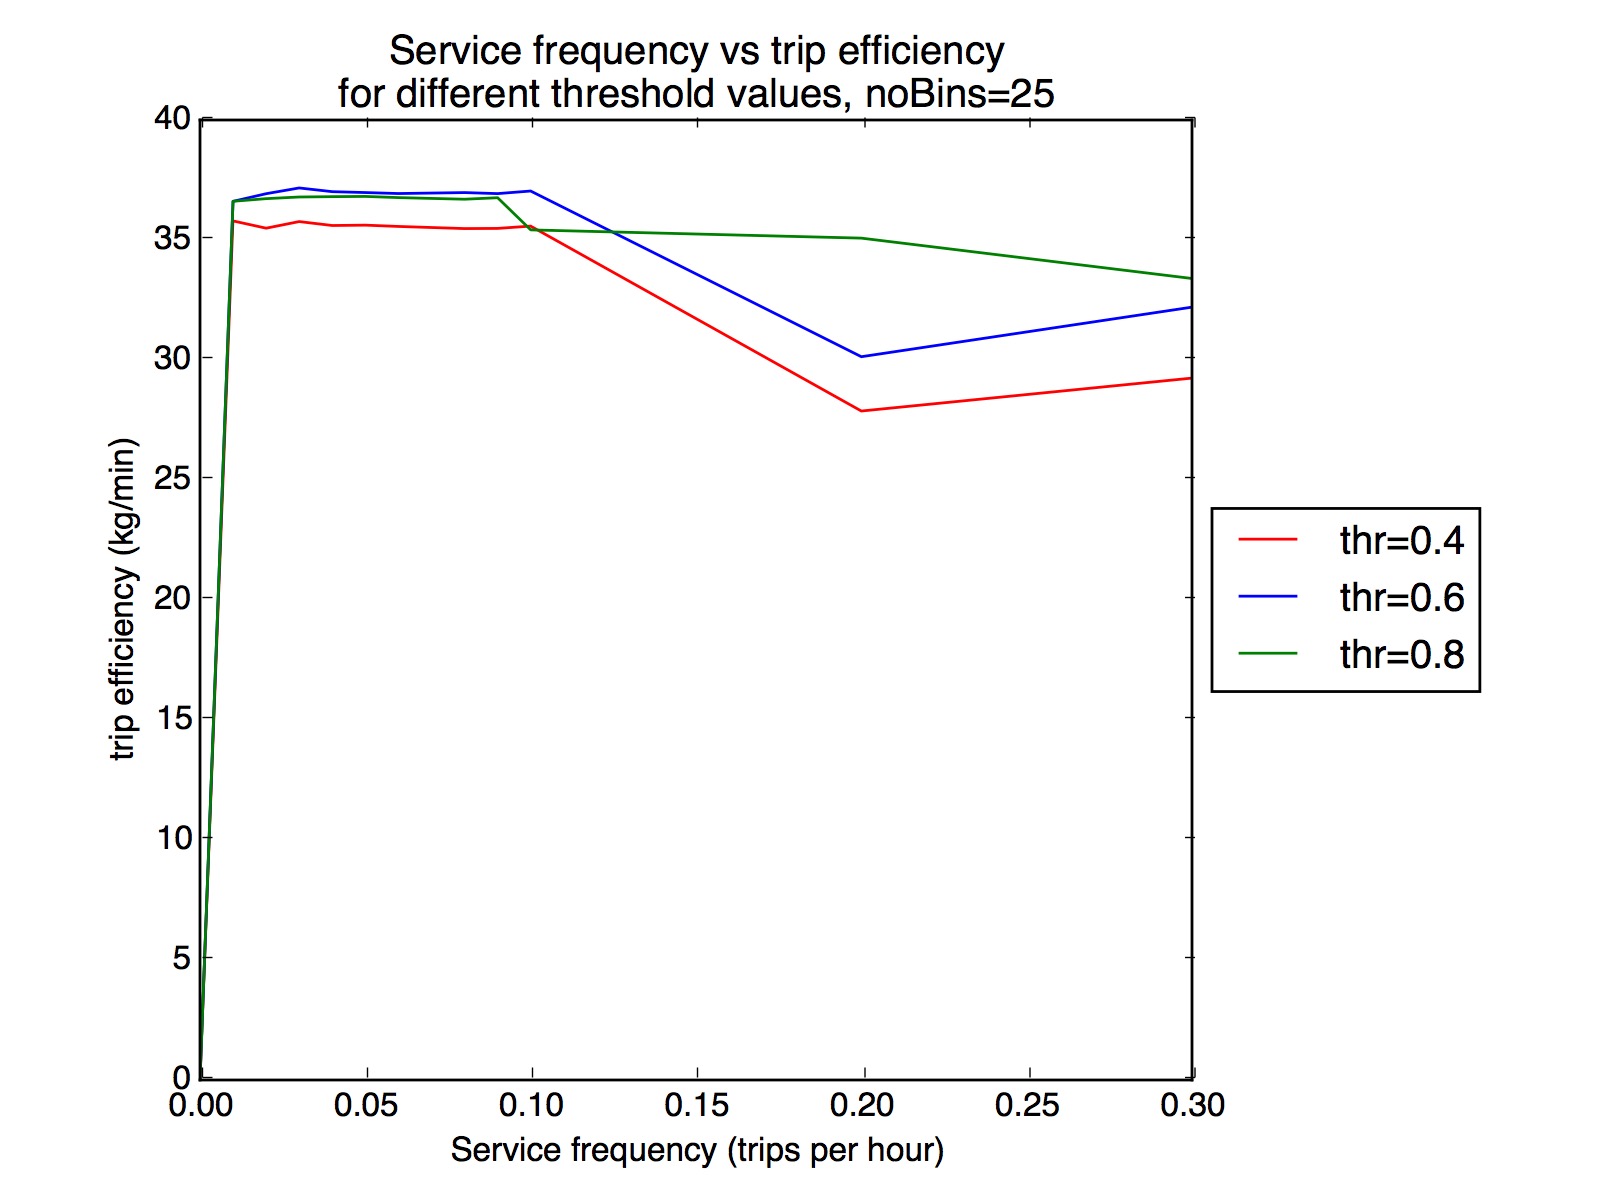 Service frequency vs trip efficiency
for different threshold values, noBins=25
40
35
30
25
20
15
10
5
0
trip efficiency (kg/min)
0.00 0.05 0.10 0.15 0.20 0.25 0.30
Service frequency (trips per hour)
thr=0.4
thr=0.6
thr=0.8